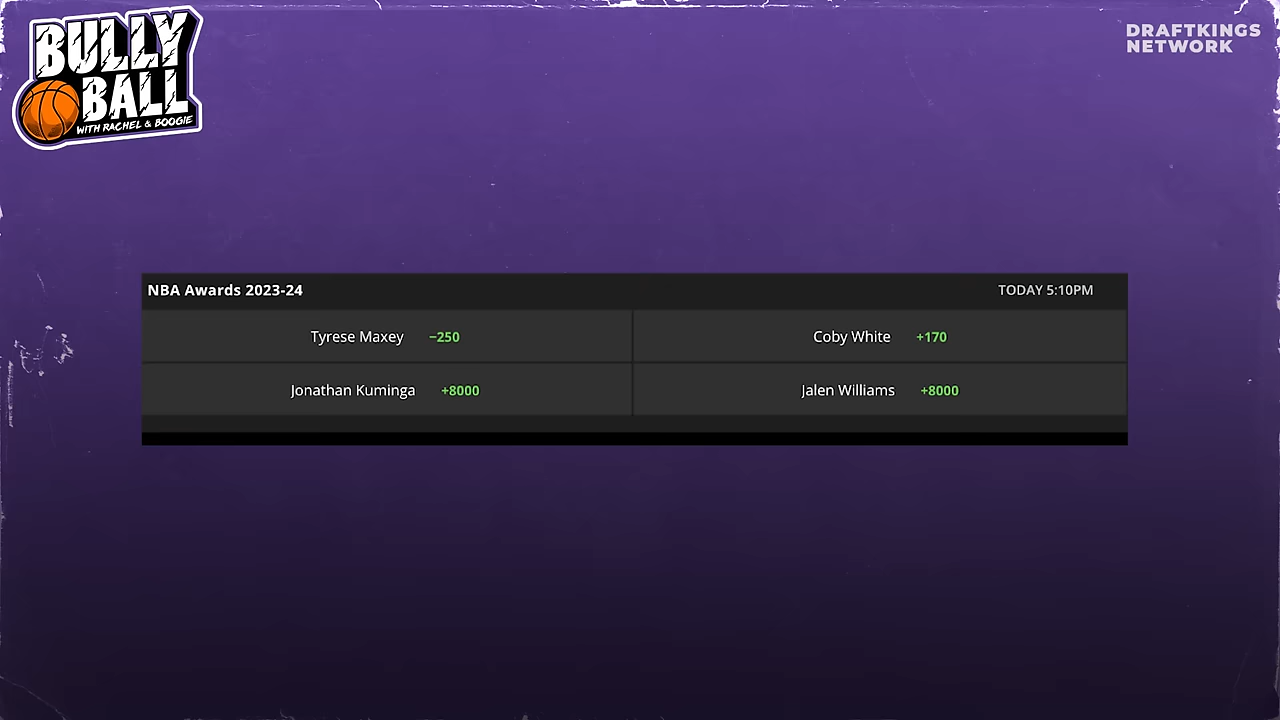 BULLY
BALL
WITH RACHEL & BOOGIE
DRAFTKINGS
NETWORK
NBA Awards 2023-24 TODAY 5:10PM
Tyrese Maxey −250 Coby White +170
Jonathan Kuminga +8000 Jalen Williams +8000